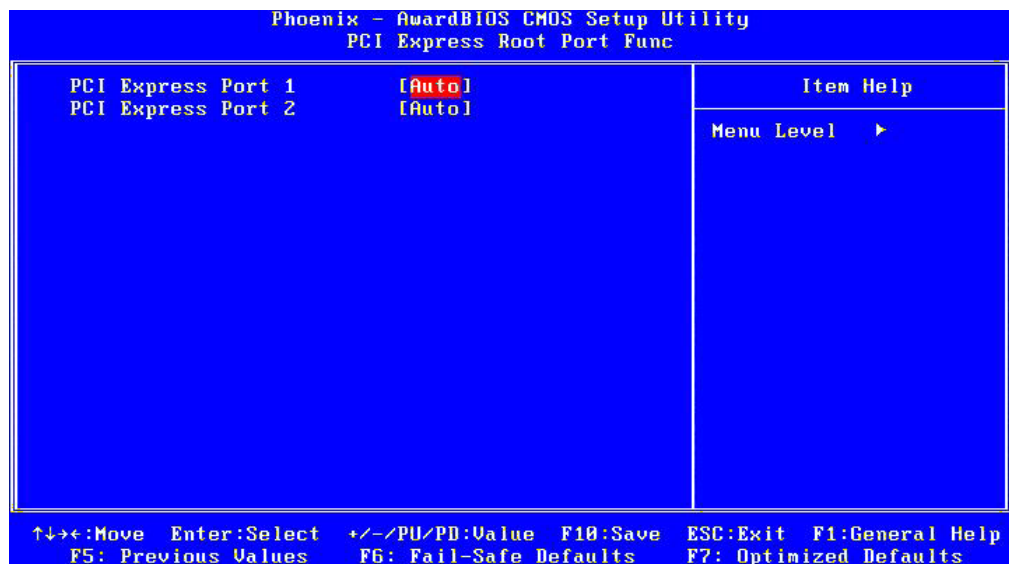 Phoenix - AwardBIOS CMOS Setup Utility
PCI Express Root Port Func
PCI Express Port 1 [Auto]
PCI Express Port 2 [Auto]
Item Help
Menu Level ▶
↑↓→←:Move Enter:Select +/-/PU/PD:Value F10:Save ESC:Exit F1:General Help
F5: Previous Values F6: Fail-Safe Defaults F7: Optimized Defaults